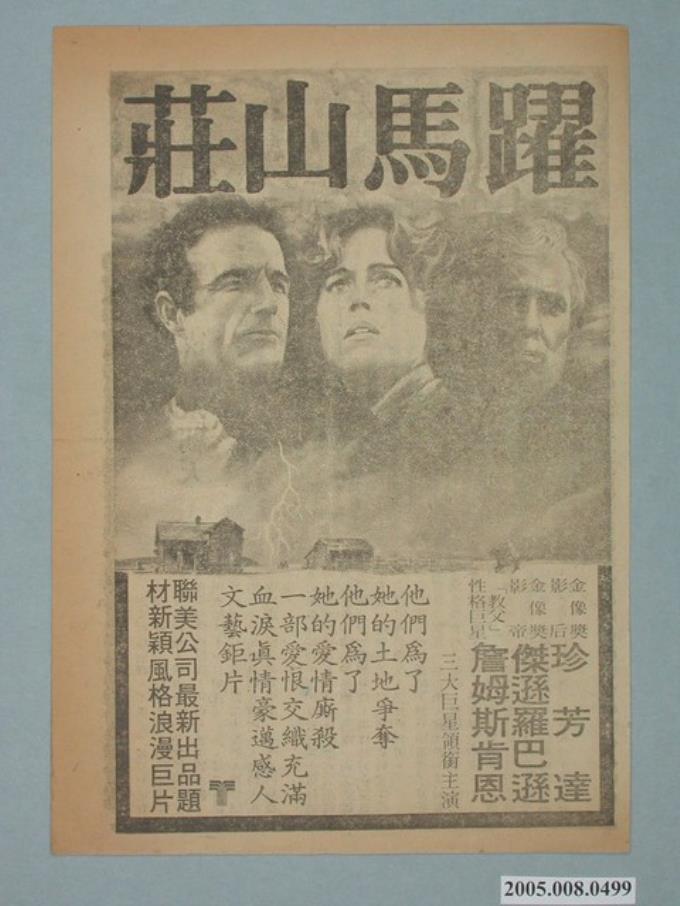 躍馬山莊
金像獎影后 珍芳達
金像獎影帝 傑遜羅巴遜
「教父」性格巨星 詹姆斯肯恩
三大巨星領銜主演
他們爲了
她的土地爭奪
他們爲了
她的愛情廝殺
一部愛恨交織充滿
血淚眞情豪邁感人
文藝鉅片
聯美公司最新出品題
材新穎風格浪漫巨片
2005.008.0499